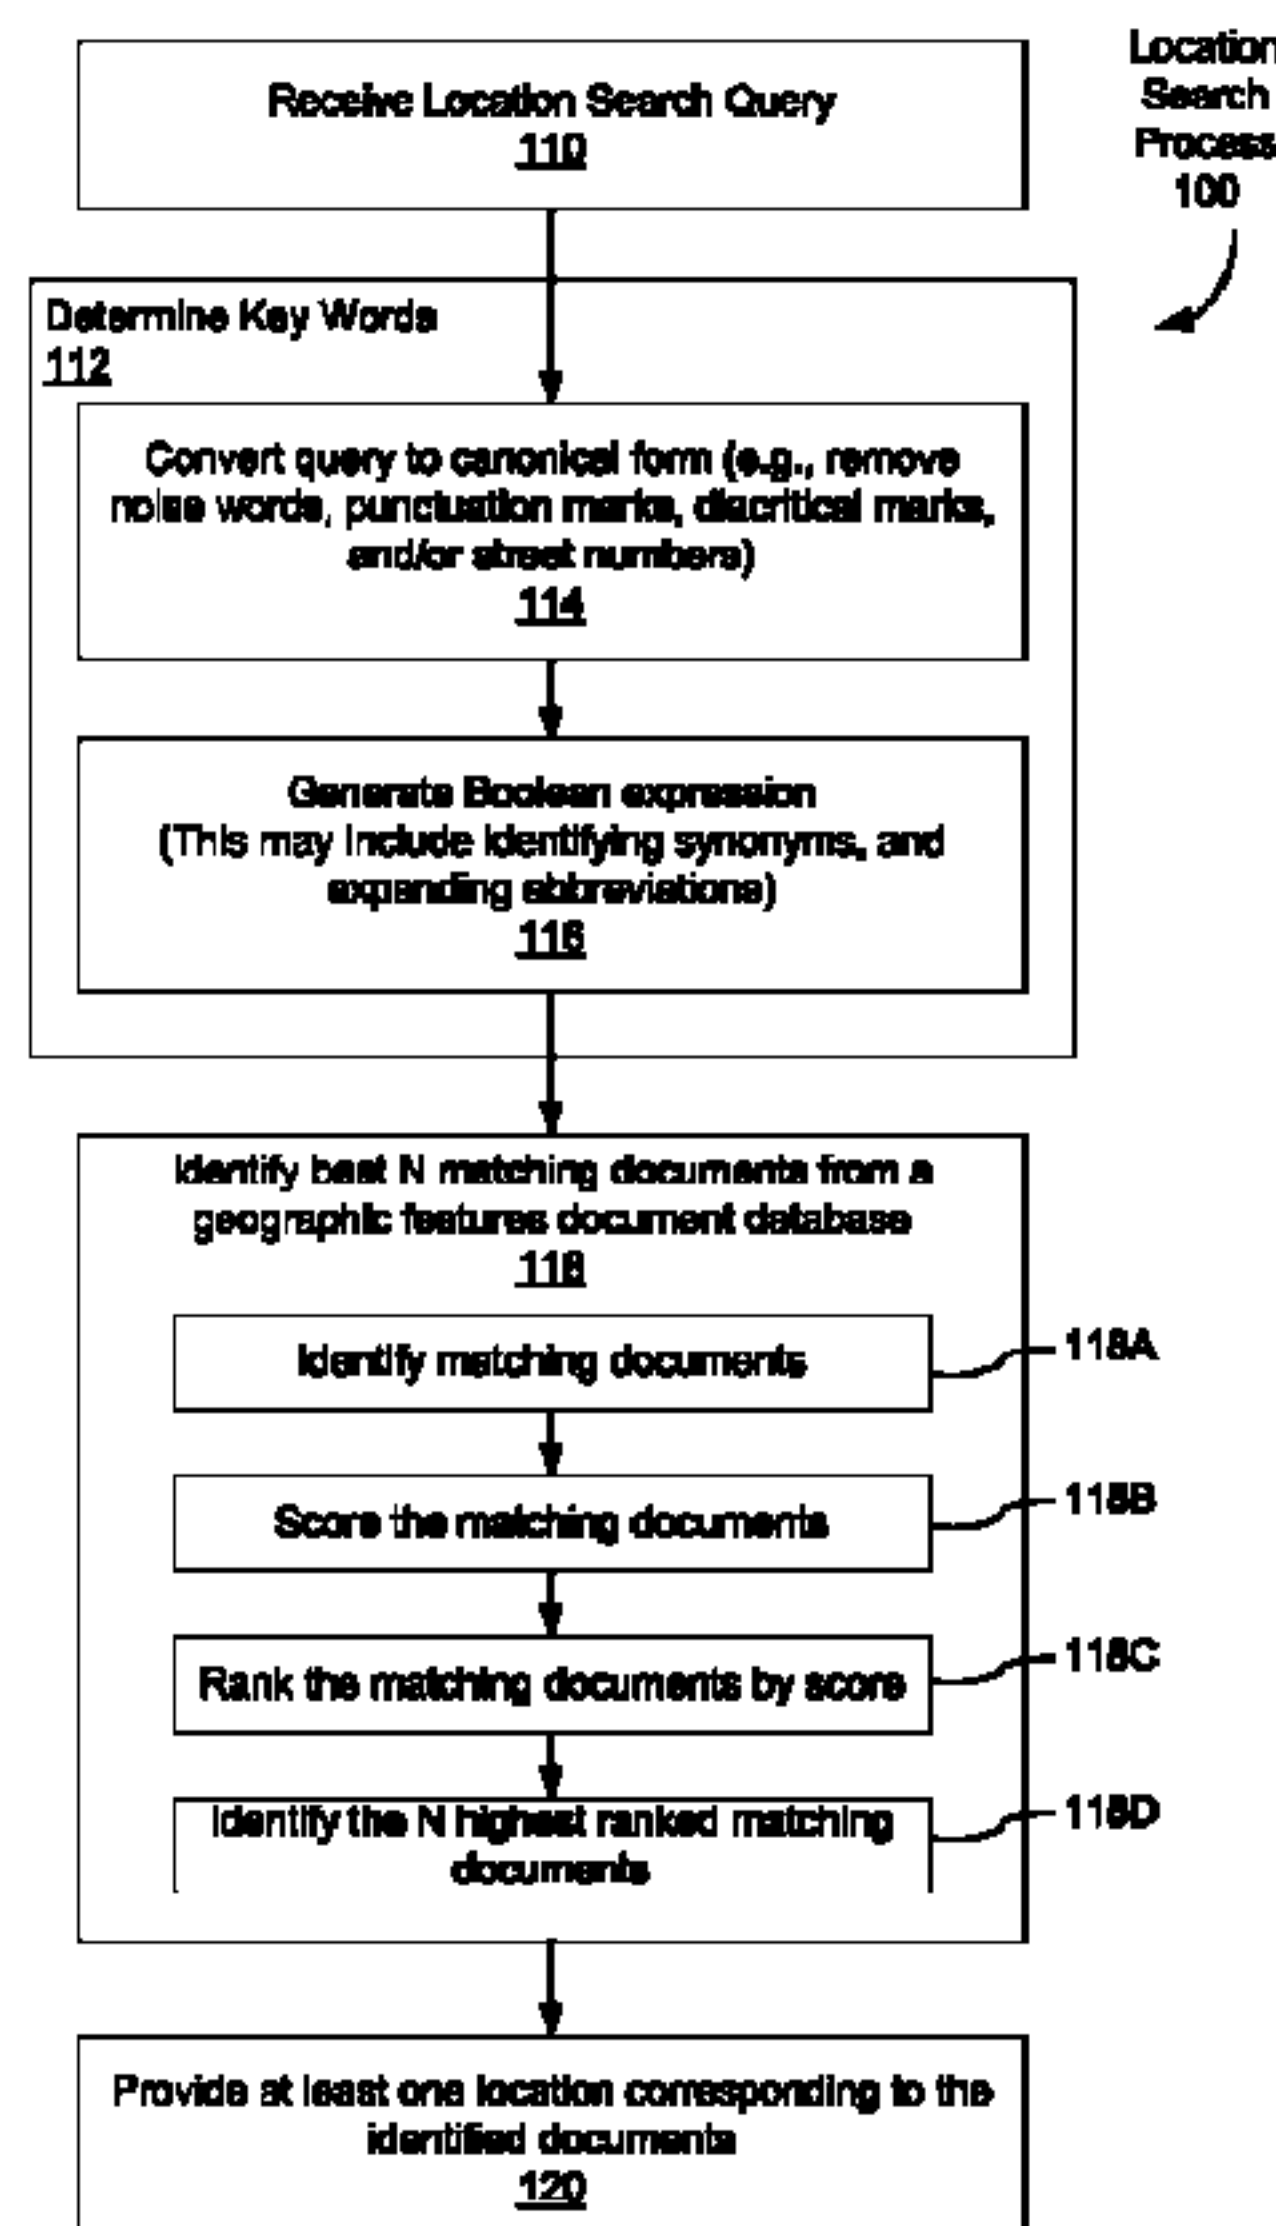 Receive Location Search Query
110
Location
Search
Process
100
Determine Key Words
112
Convert query to canonical form (e.g., remove
noise words, punctuation marks, diacritical marks,
and/or street numbers)
114
Generate Boolean expression
(This may include identifying synonyms, and
expanding abbreviations)
116
Identify best N matching documents from a
geographic features document database
118
Identify matching documents
118A
Score the matching documents
118B
Rank the matching documents by score
118C
Identify the N highest ranked matching
documents
118D
Provide at least one location corresponding to the
identified documents
120